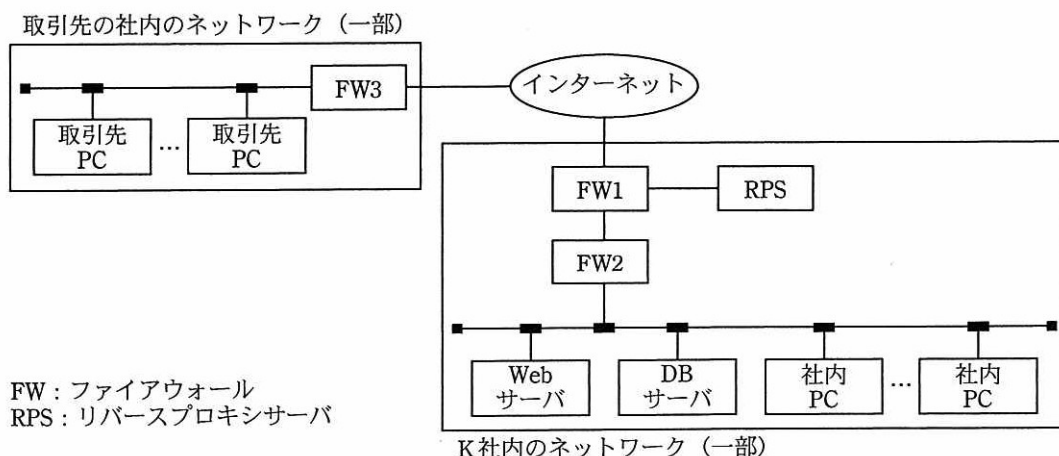 取引先の社内のネットワーク（一部）
FW3
インターネット
取引先
PC
…
取引先
PC
FW1
RPS
FW2
Web
サーバ
DB
サーバ
社内
PC
…
社内
PC
FW：ファイアウォール
RPS：リバースプロキシサーバ
K社内のネットワーク（一部）